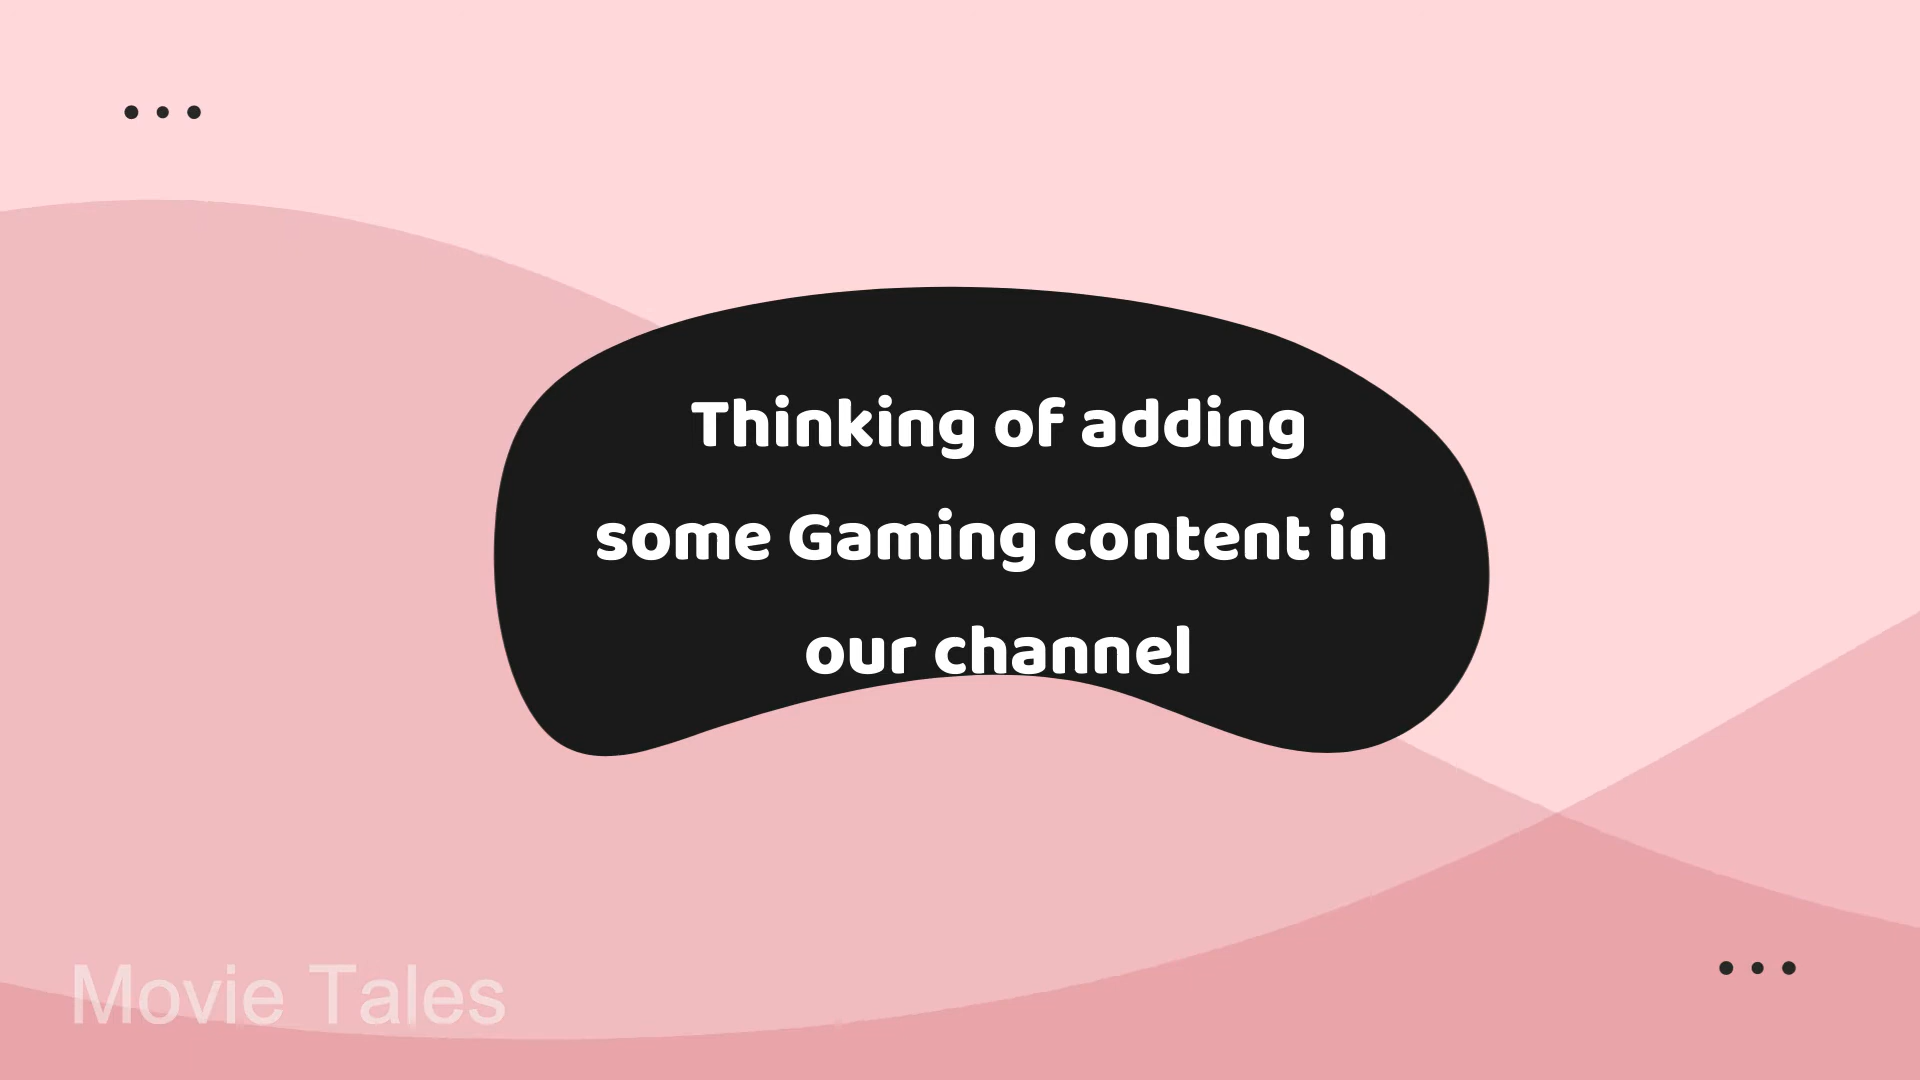 Thinking of adding
some Gaming content in
our channel
Movie Tales